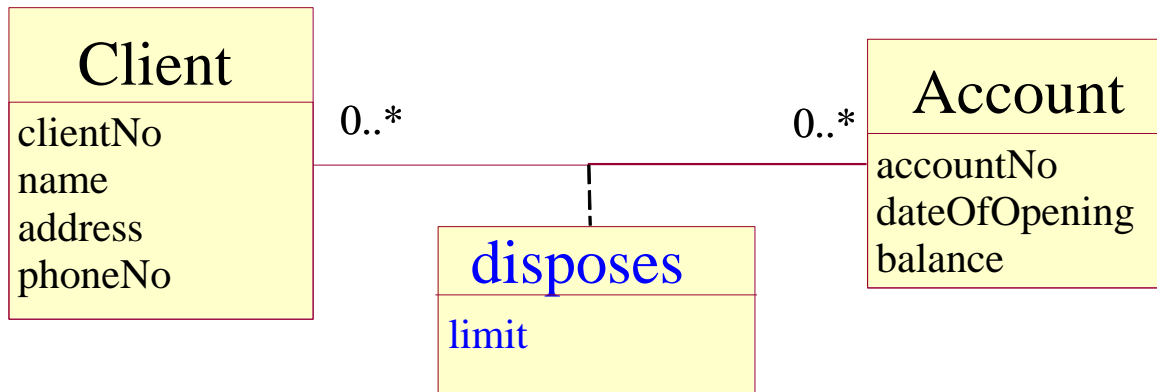 Client
clientNo
name
address
phoneNo
0..*
0..*
Account
accountNo
dateOfOpening
balance
disposes
limit